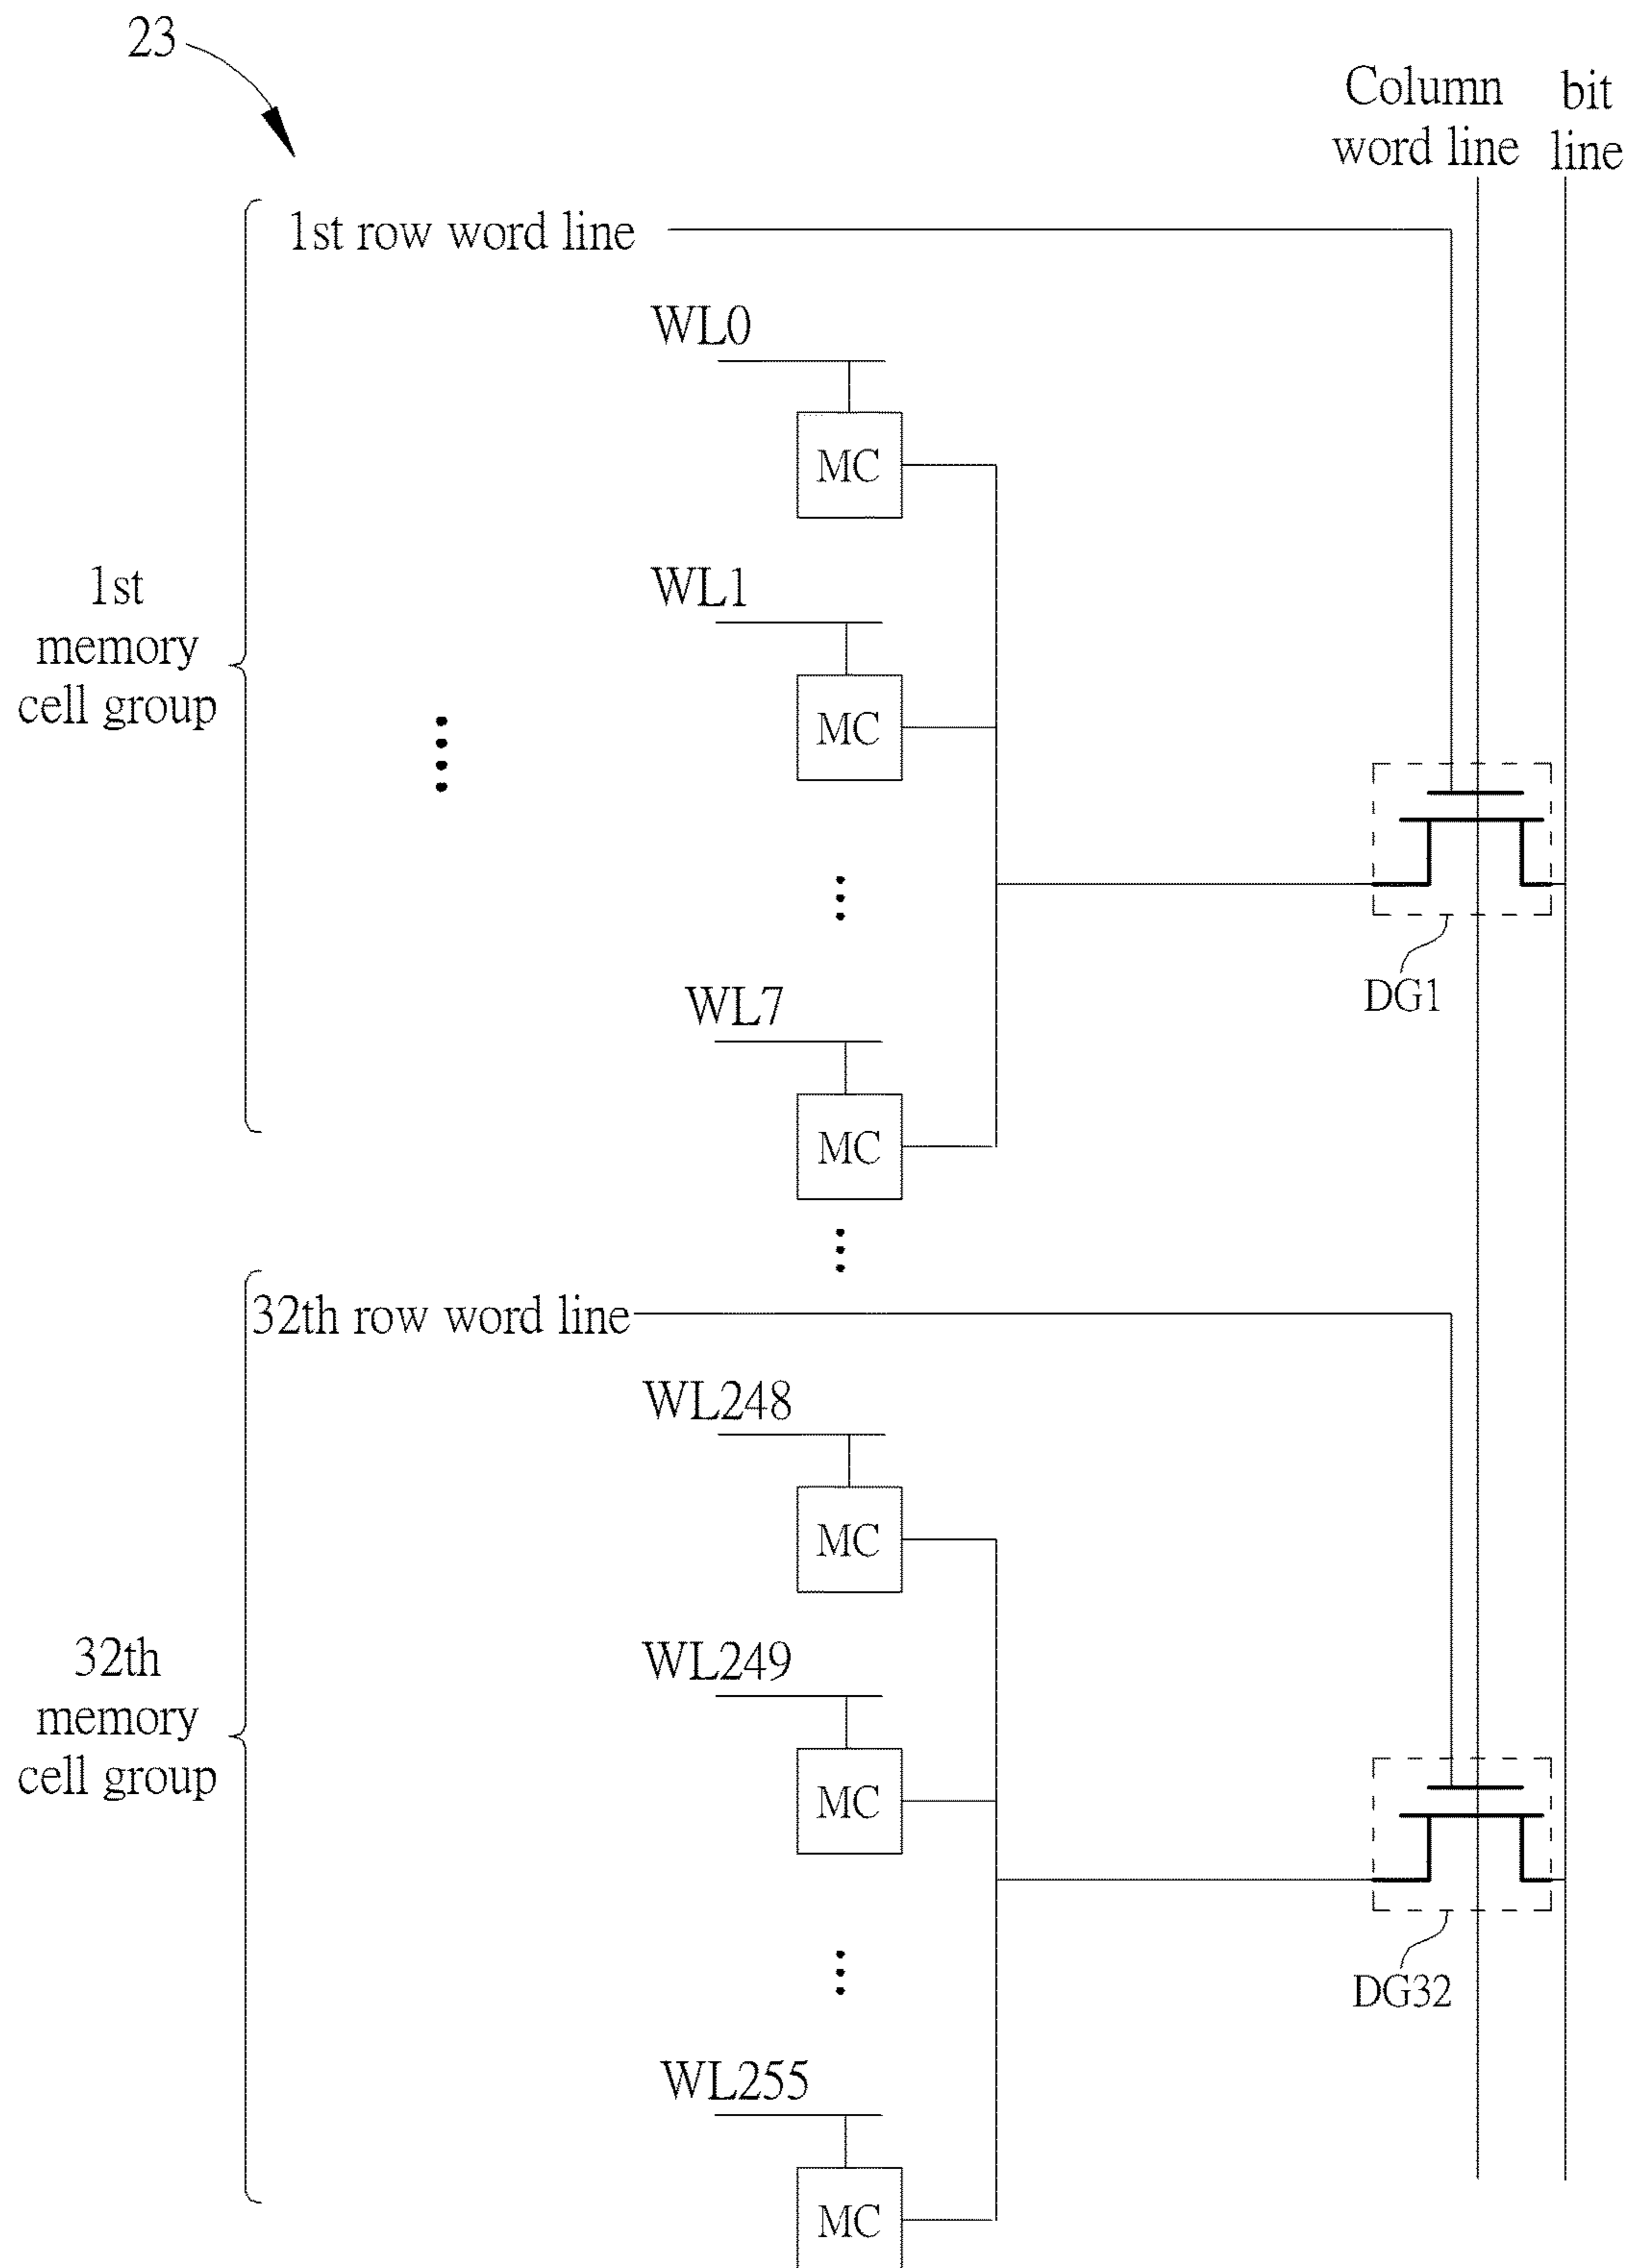 23
Column
word line
bit
line
1st row word line
WL0
MC
1st
memory
cell group
WL1
MC
DG1
WL7
MC
32th row word line
WL248
MC
32th
memory
cell group
WL249
MC
DG32
WL255
MC